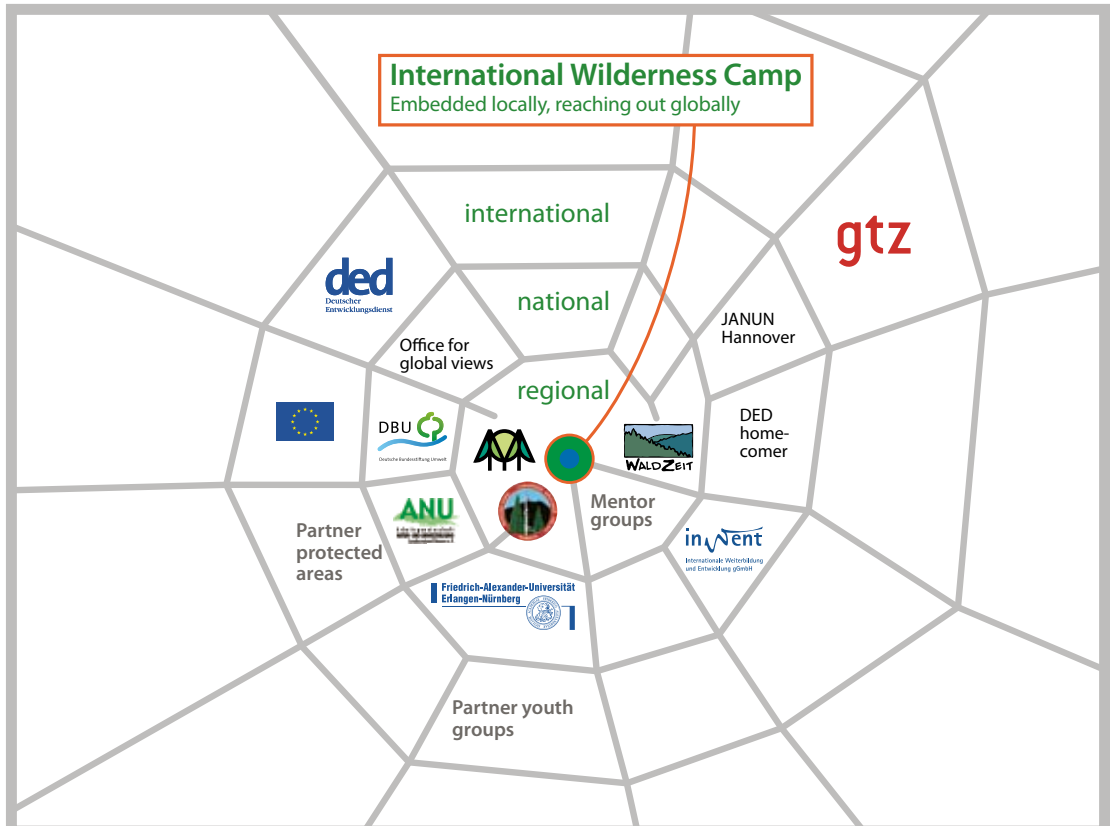 International Wilderness Camp
Embedded locally, reaching out globally
international
gtz
ded
Deutscher
Entwicklungsdienst
national
JANUN
Hannover
Office for
global views
regional
DBU
Deutsche Bundesstiftung Umwelt
WALDZEIT
DED
home-
comer
ANU
Mentor
groups
Partner
protected
areas
inwent
Internationale Weiterbildung
und Entwicklung gGmbH
Friedrich-Alexander-Universität
Erlangen-Nürnberg
Partner youth
groups